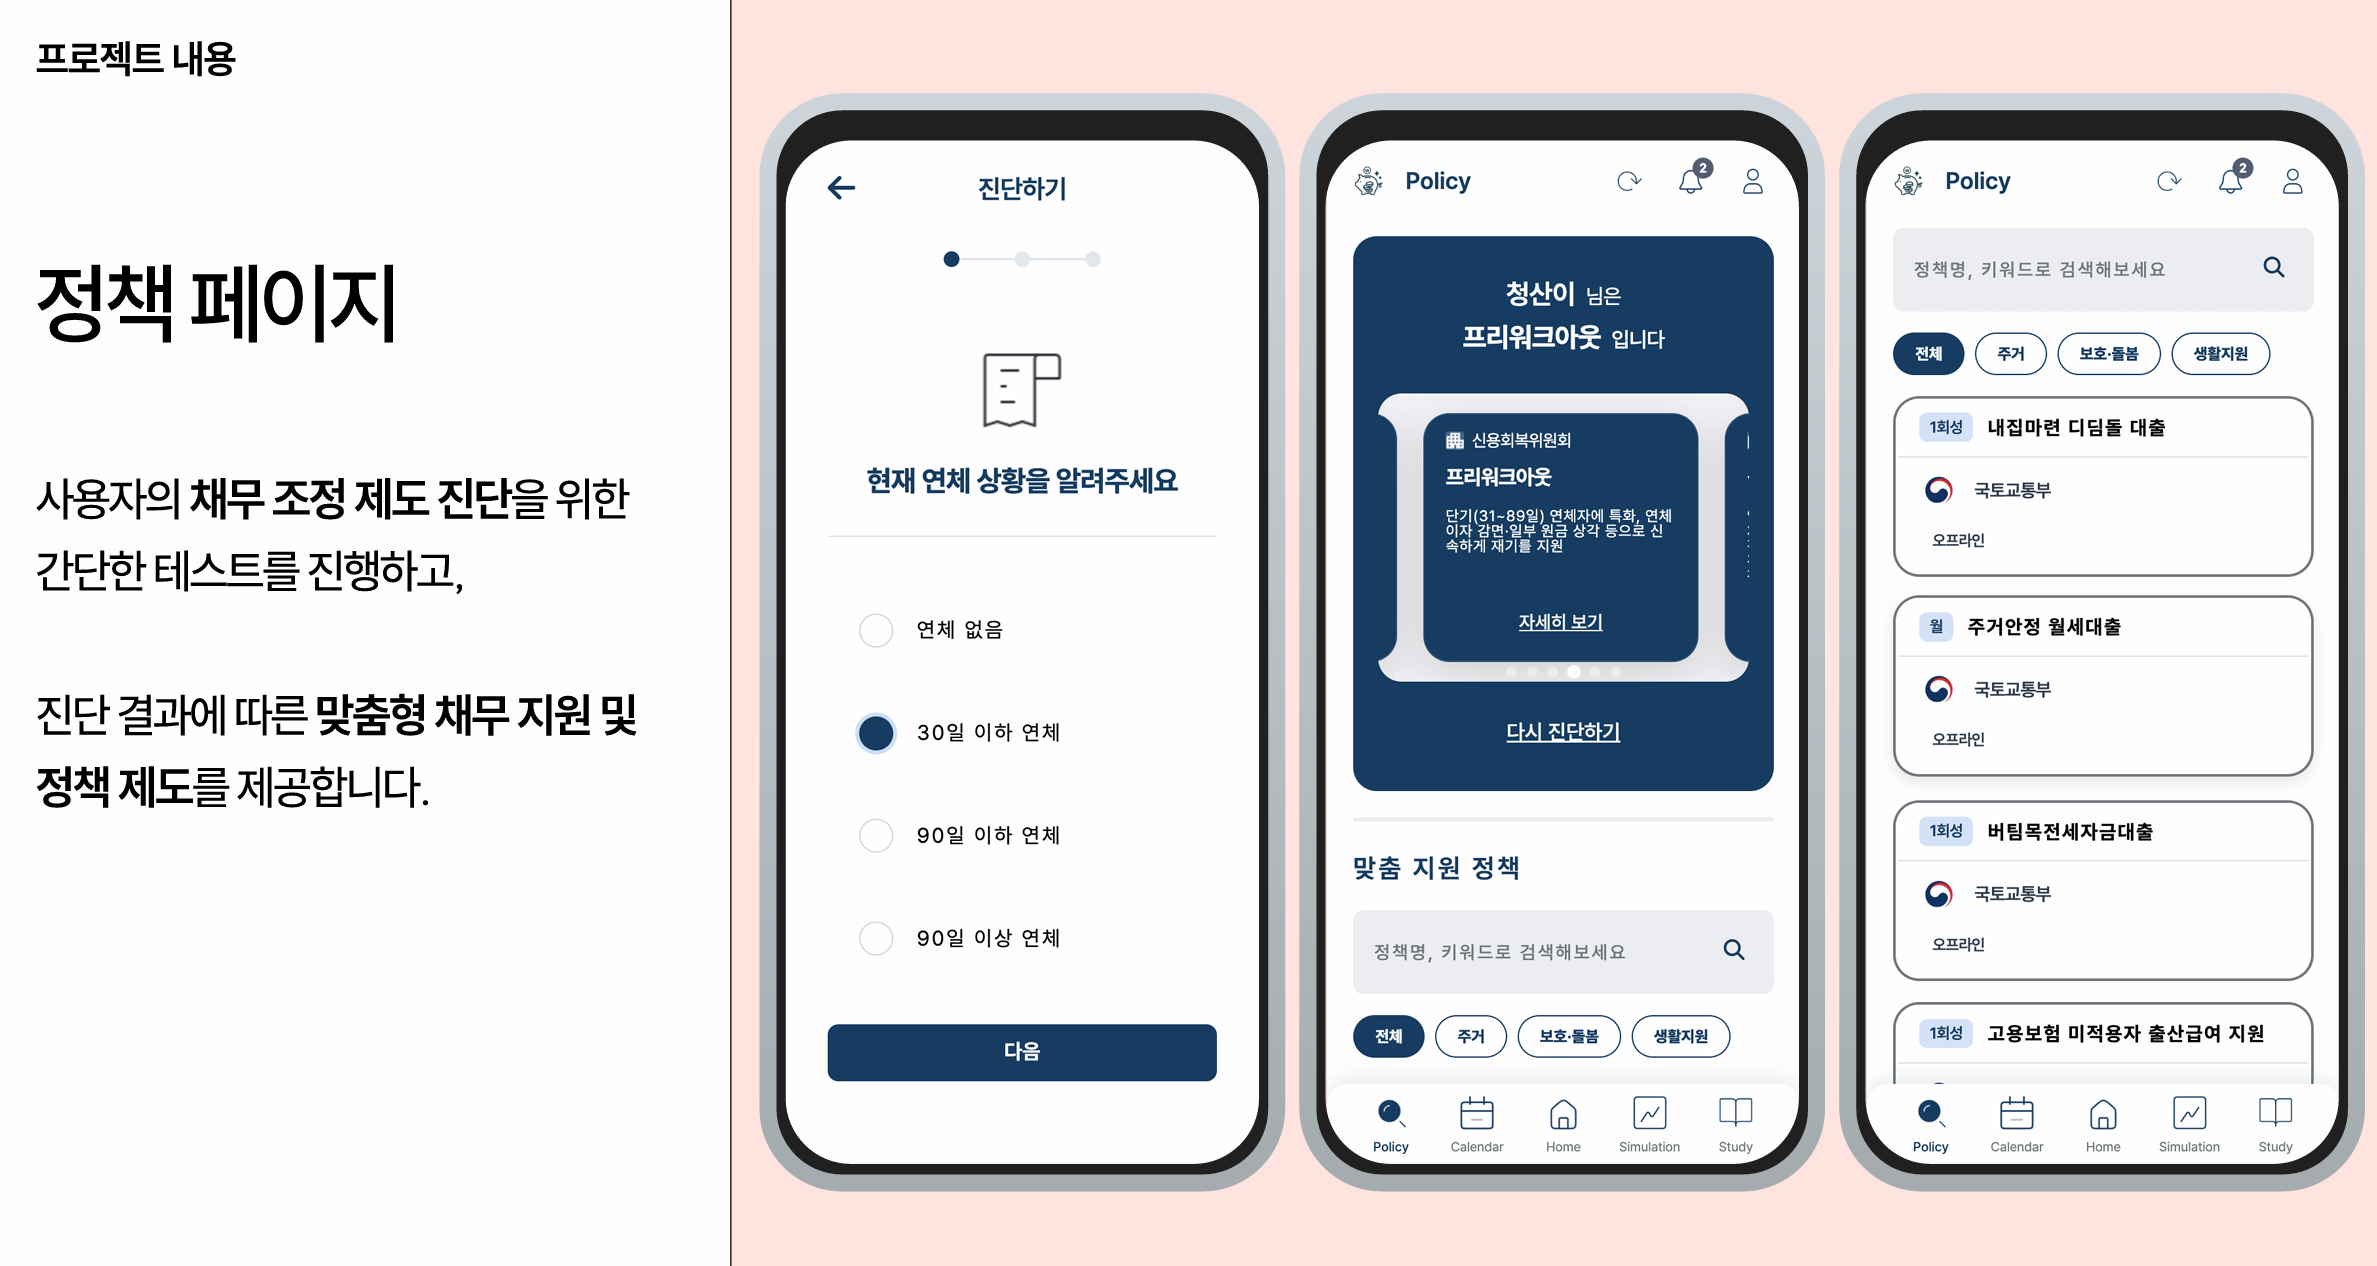 프로젝트 내용
정책 페이지
사용자의 채무 조정 제도 진단을 위한
간단한 테스트를 진행하고,
진단 결과에 따른 맞춤형 채무 지원 및
정책 제도를 제공합니다.
진단하기
현재 연체 상황을 알려주세요
연체 없음
30일 이하 연체
90일 이하 연체
90일 이상 연체
다음
Policy
2
청산이 님은
프리워크아웃 입니다
신용회복위원회
프리워크아웃
단기(31~89일) 연체자에 특화, 연체
이자 감면·일부 원금 상각 등으로 신
속하게 재기를 지원
자세히 보기
다시 진단하기
맞춤 지원 정책
정책명, 키워드로 검색해보세요
전체 주거 보호·돌봄 생활지원
Policy Calendar Home Simulation Study
Policy
2
정책명, 키워드로 검색해보세요
전체 주거 보호·돌봄 생활지원
1회성 내집마련 디딤돌 대출
국토교통부
오프라인
월 주거안정 월세대출
국토교통부
오프라인
1회성 버팀목전세자금대출
국토교통부
오프라인
1회성 고용보험 미적용자 출산급여 지원
Policy Calendar Home Simulation Study